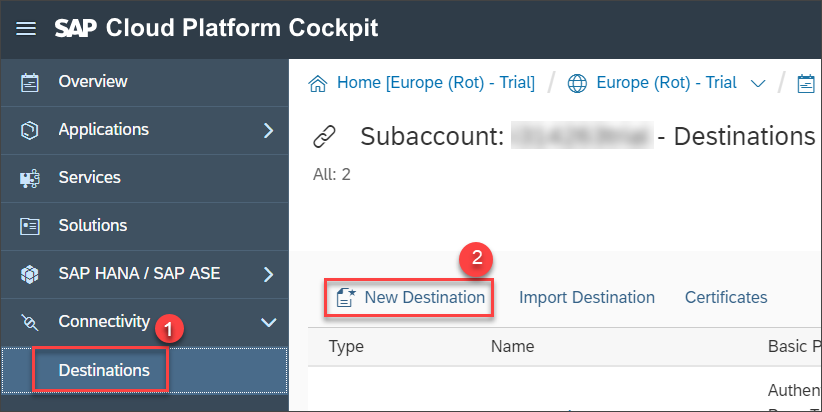 SAP Cloud Platform Cockpit
Overview
Applications
Services
Solutions
SAP HANA / SAP ASE
Connectivity
1
Destinations
Home [Europe (Rot) - Trial] / Europe (Rot) - Trial /
Subaccount: - Destinations
All: 2
2
New Destination Import Destination Certificates
Type Name Basic P
Authen